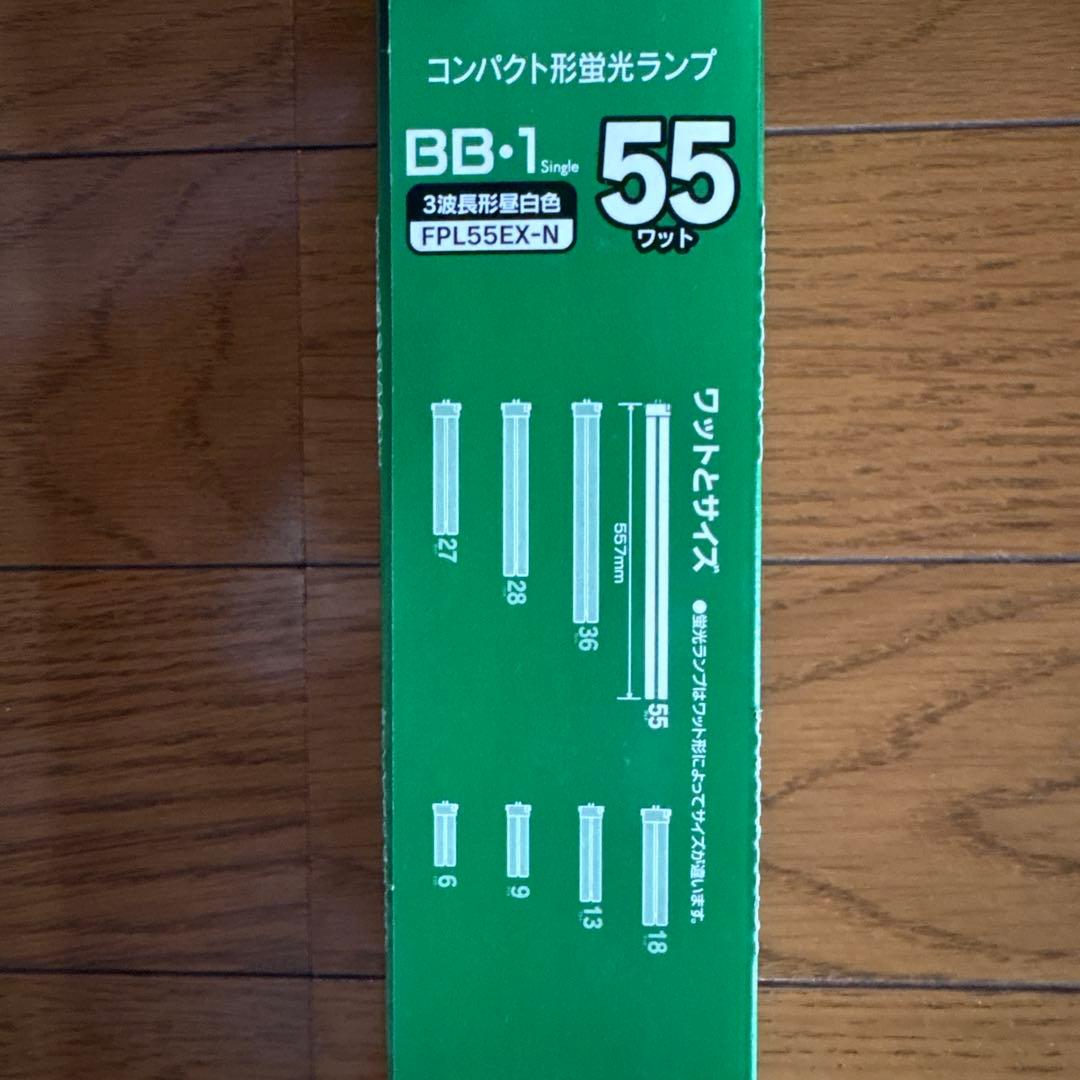 コンパクト形蛍光ランプ
BB・1 Single
55
ワット
3波長形昼白色
FPL55EX-N
ワットとサイズ
●蛍光ランプはワット形によってサイズが違います。
557mm
55
36
28
27
18
13
9
6